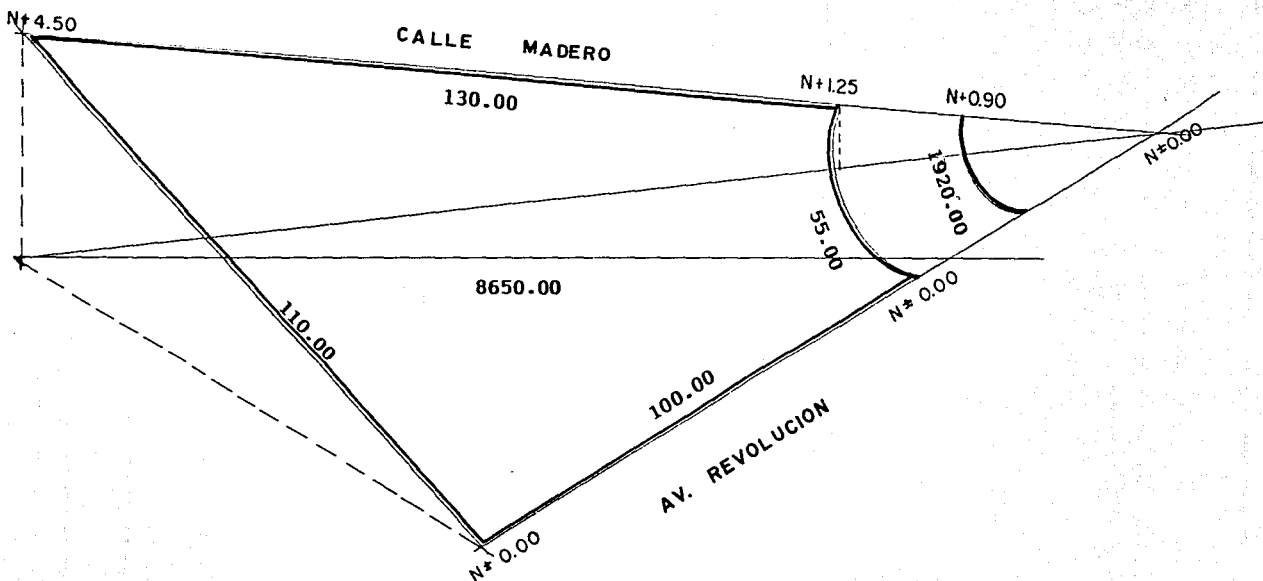 N+4.50
CALLE MADERO
130.00
N+1.25
N+0.90
N±0.00
1920.00
55.00
8650.00
N± 0.00
110.00
100.00
AV. REVOLUCION
N± 0.00